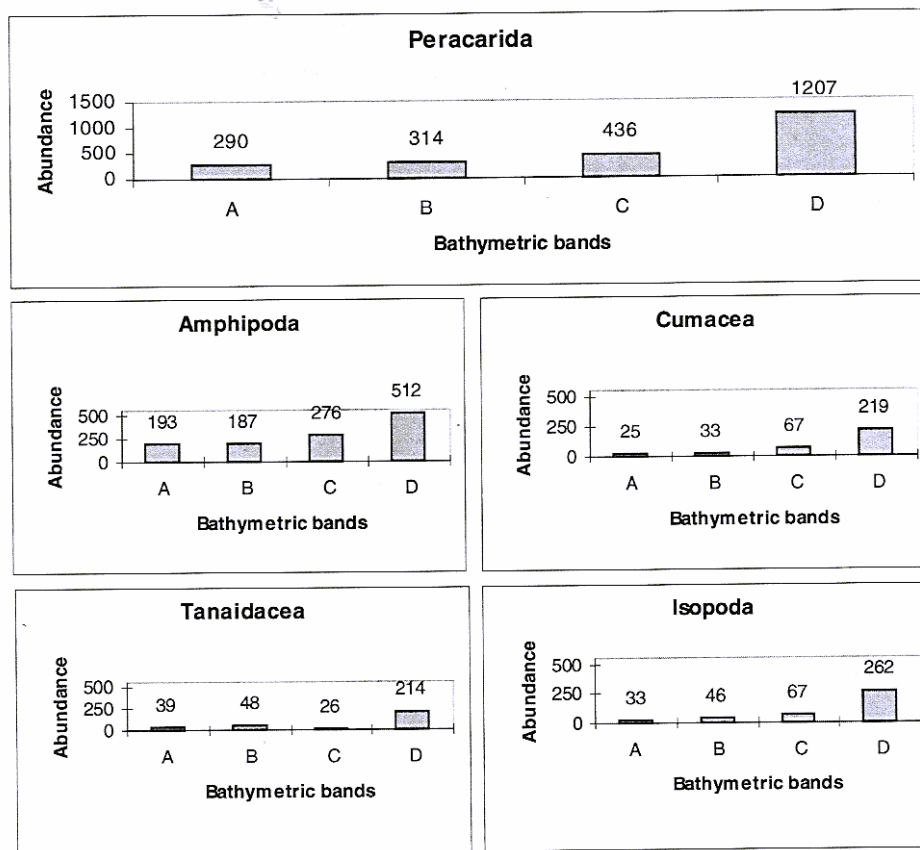 Peracarida
Abundance
1500
1000
500
0
290
314
436
1207
A B C D
Bathymetric bands
Amphipoda
Abundance
500
250
0
193 187 276 512
A B C D
Bathymetric bands
Cumacea
Abundance
500
250
0
25 33 67 219
A B C D
Bathymetric bands
Tanaidacea
Abundance
500
250
0
39 48 26 214
A B C D
Bathymetric bands
Isopoda
Abundance
500
250
0
33 46 67 262
A B C D
Bathymetric bands